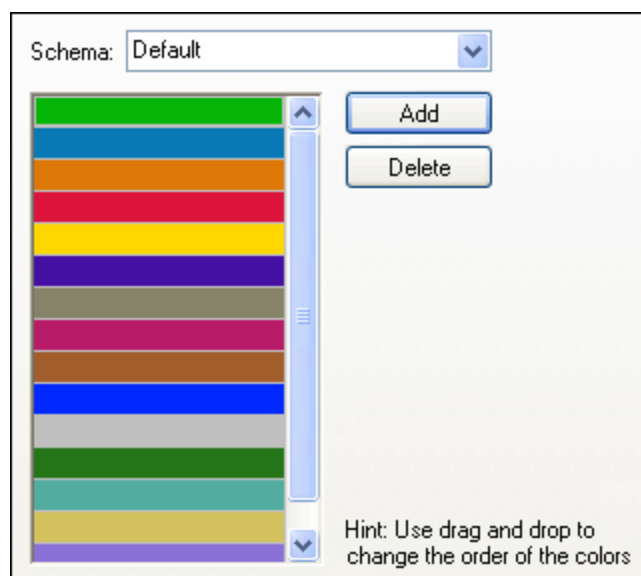 Schema: Default
Add
Delete
Hint: Use drag and drop to
change the order of the colors